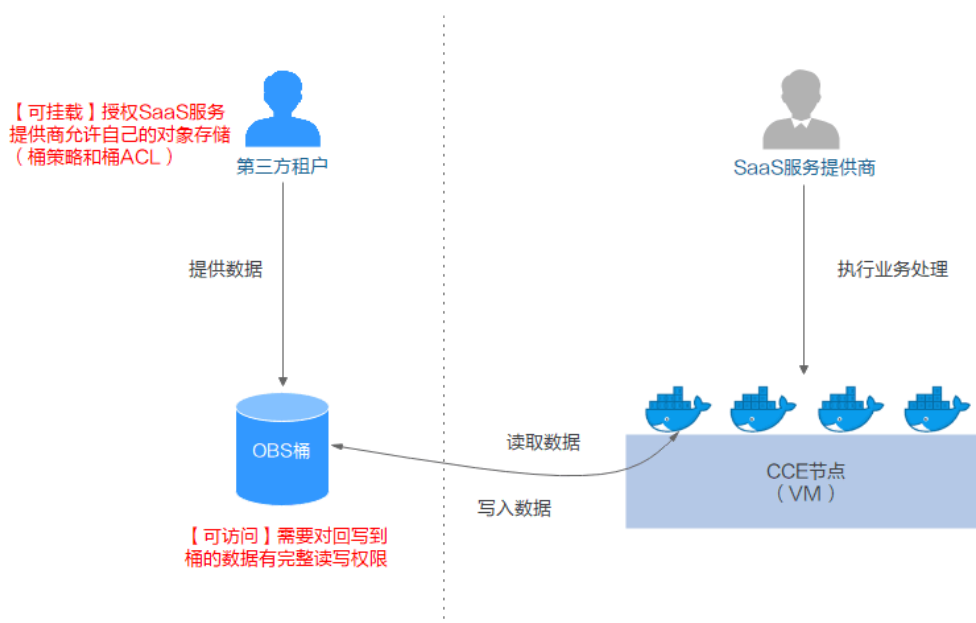 【可挂载】授权SaaS服务
提供商允许自己的对象存储
（桶策略和桶ACL）
第三方租户
SaaS服务提供商
提供数据
执行业务处理
OBS桶
读取数据
写入数据
CCE节点
（VM）
【可访问】需要对回写到
桶的数据有完整读写权限